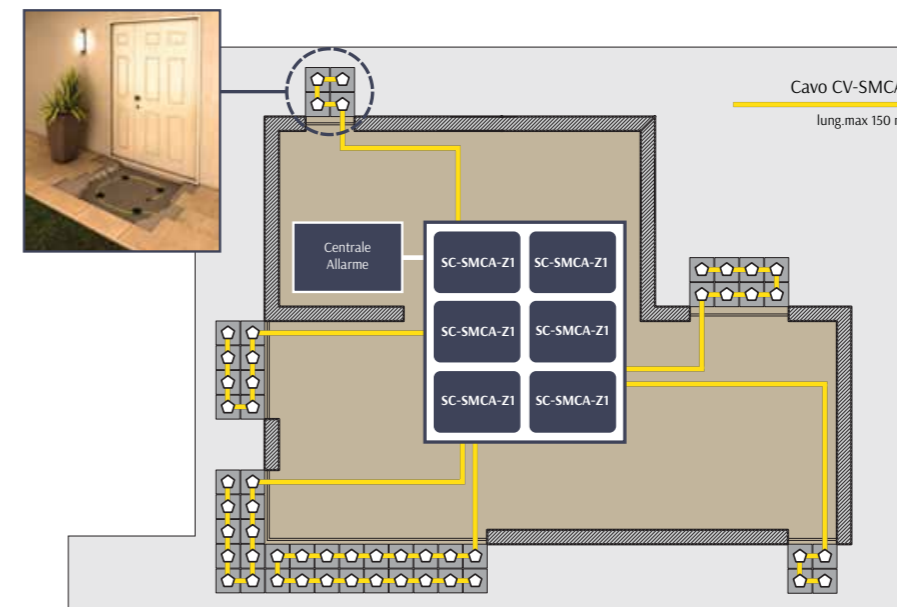 Cavo CV-SMCA
lung.max 150 m
Centrale
Allarme
SC-SMCA-Z1
SC-SMCA-Z1
SC-SMCA-Z1
SC-SMCA-Z1
SC-SMCA-Z1
SC-SMCA-Z1